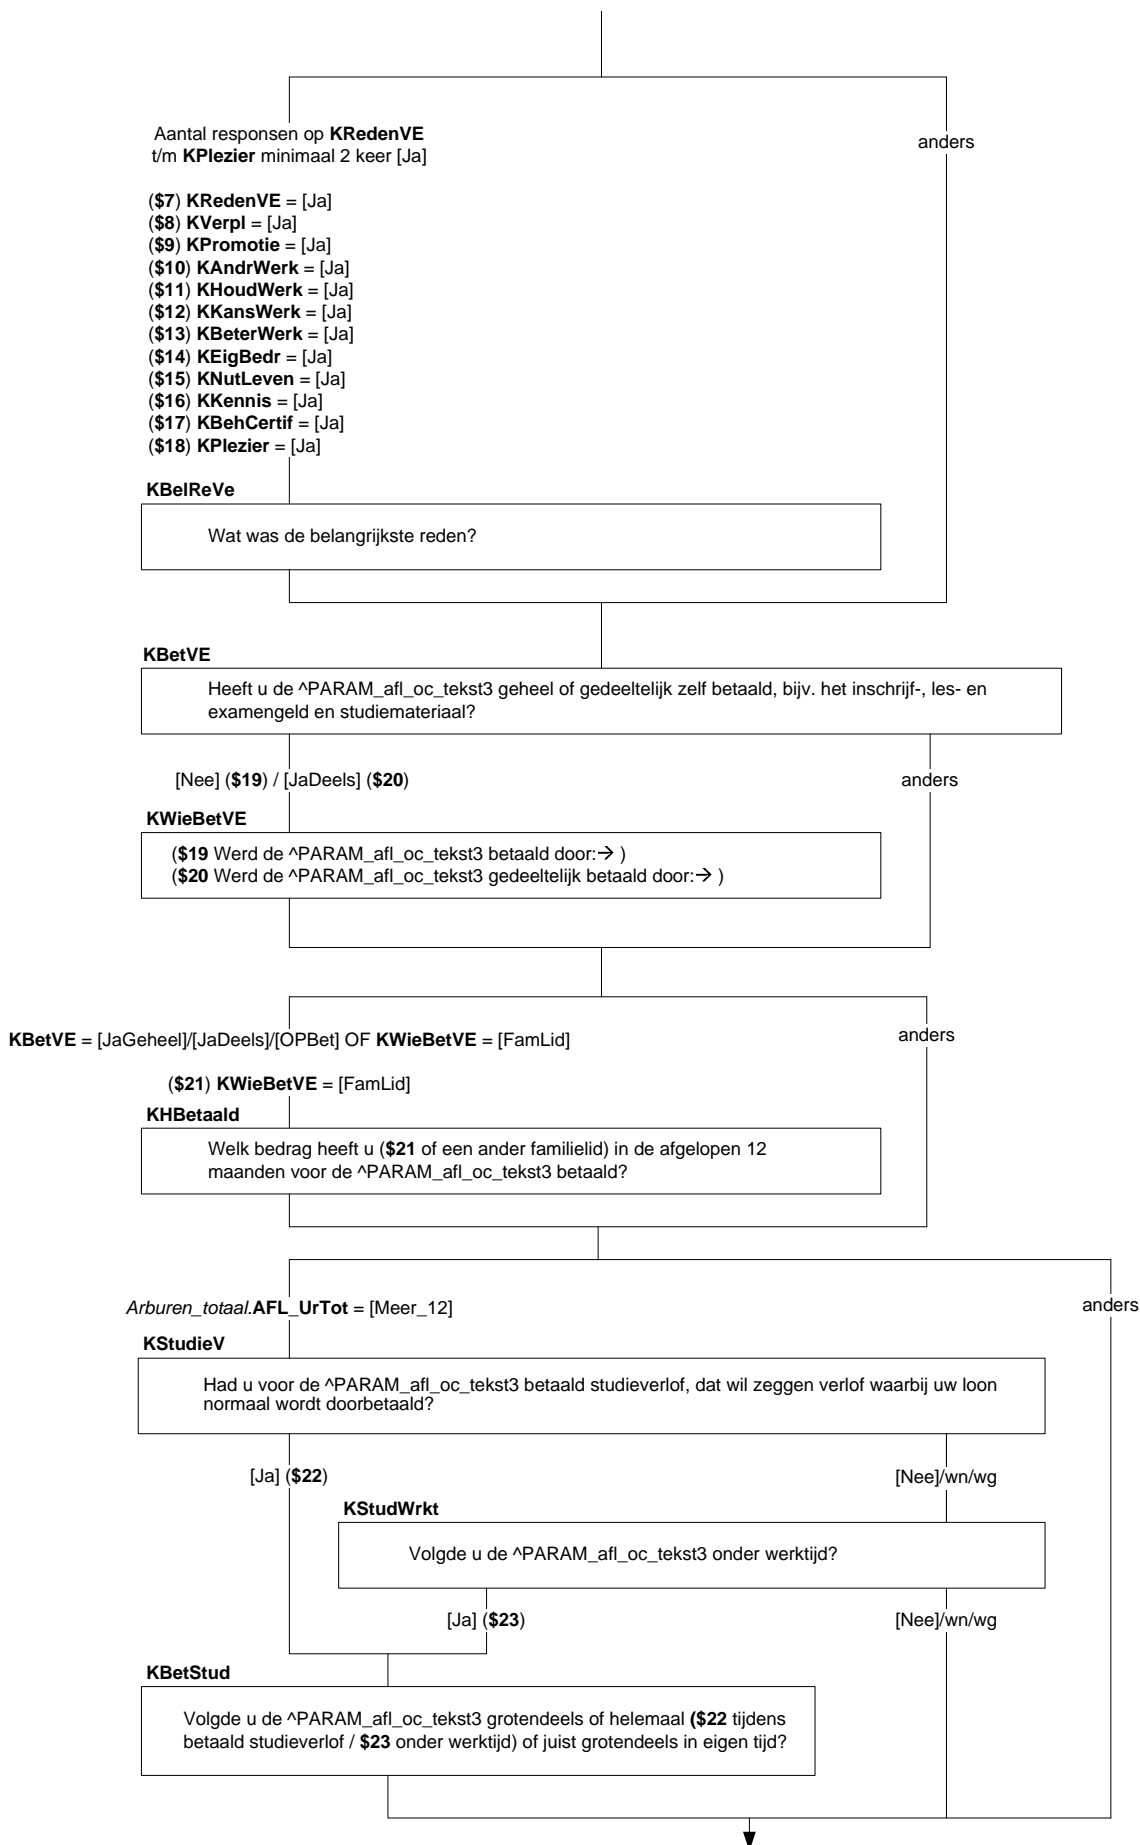 Aantal responsen op KRedenVE
t/m KPlezier minimaal 2 keer [Ja]
anders
($7) KRedenVE = [Ja]
($8) KVerpl = [Ja]
($9) KPromotie = [Ja]
($10) KAndrWerk = [Ja]
($11) KHoudWerk = [Ja]
($12) KKansWerk = [Ja]
($13) KBeterWerk = [Ja]
($14) KEigBedr = [Ja]
($15) KNutLeven = [Ja]
($16) KKennis = [Ja]
($17) KBehCertif = [Ja]
($18) KPlezier = [Ja]
KBelReVe
Wat was de belangrijkste reden?
KBetVE
Heeft u de ^PARAM_afl_oc_tekst3 geheel of gedeeltelijk zelf betaald, bijv. het inschrijf-, les- en
examengeld en studiemateriaal?
[Nee] ($19) / [JaDeels] ($20)
anders
KWieBetVE
($19 Werd de ^PARAM_afl_oc_tekst3 betaald door:→ )
($20 Werd de ^PARAM_afl_oc_tekst3 gedeeltelijk betaald door:→ )
KBetVE = [JaGeheel]/[JaDeels]/[OPBet] OF KWieBetVE = [FamLid]
anders
($21) KWieBetVE = [FamLid]
KHBetaald
Welk bedrag heeft u ($21 of een ander familielid) in de afgelopen 12
maanden voor de ^PARAM_afl_oc_tekst3 betaald?
Arburen_totaal.AFL_UrTot = [Meer_12]
anders
KStudieV
Had u voor de ^PARAM_afl_oc_tekst3 betaald studieverlof, dat wil zeggen verlof waarbij uw loon
normaal wordt doorbetaald?
[Ja] ($22)
[Nee]/wn/wg
KStudWrkt
Volgde u de ^PARAM_afl_oc_tekst3 onder werktijd?
[Ja] ($23)
[Nee]/wn/wg
KBetStud
Volgde u de ^PARAM_afl_oc_tekst3 grotendeels of helemaal ($22 tijdens
betaald studieverlof / $23 onder werktijd) of juist grotendeels in eigen tijd?